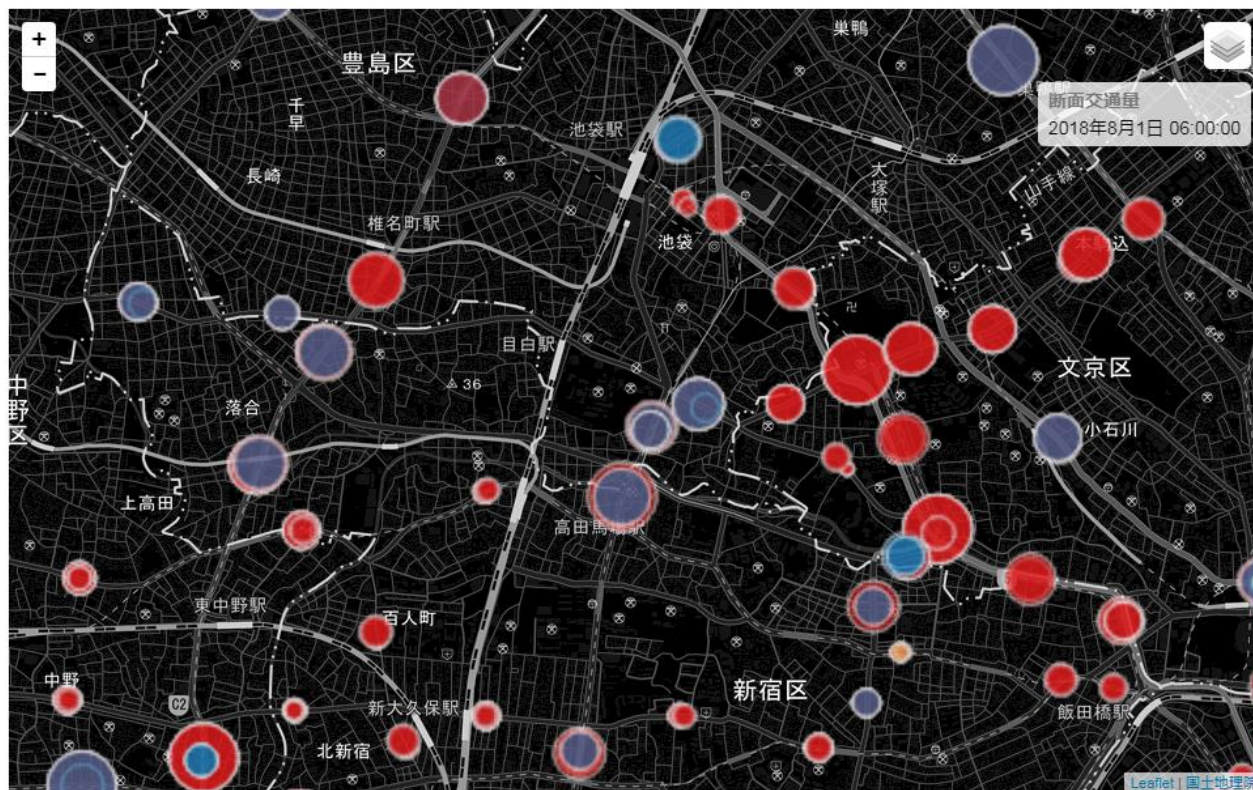 +
−
巣鴨
豊島区
断面交通量
2018年8月1日 06:00:00
千早
池袋駅
大塚駅
長崎
山手線
椎名町駅
池袋
本駒込
卍
目白駅
文京区
36
中野区
落合
小石川
上高田
高田馬場駅
東中野駅
百人町
中野
新宿区
C2
新大久保駅
飯田橋駅
北新宿
Leaflet | 国土地理院